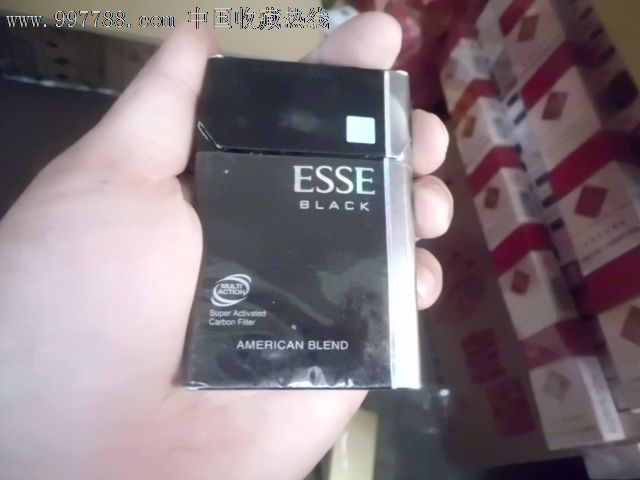 www.997788.com 中国收藏热线
ESSE
BLACK
MULTI
ACTION
Super Activated
Carbon Filter
AMERICAN BLEND